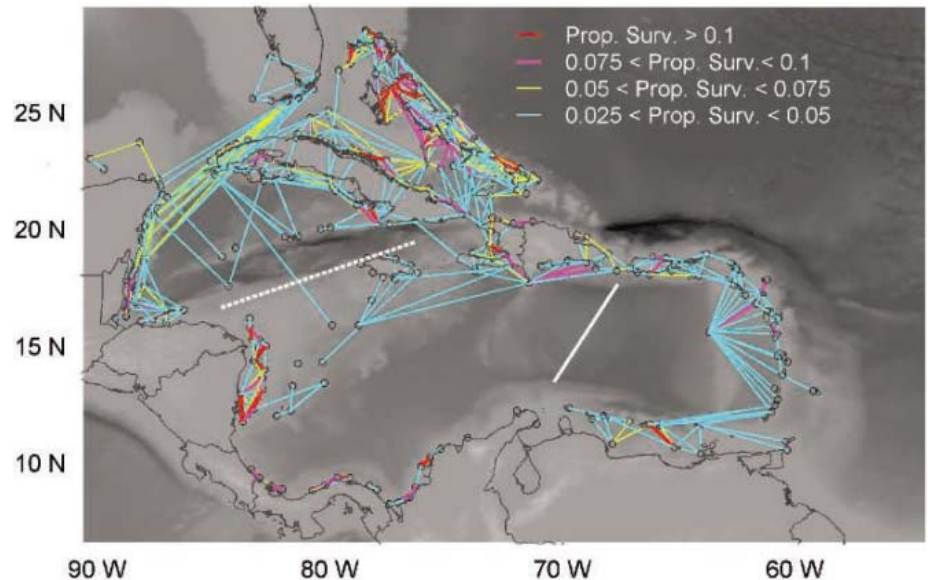 Prop. Surv. > 0.1
0.075 < Prop. Surv.< 0.1
0.05 < Prop. Surv. < 0.075
0.025 < Prop. Surv. < 0.05
25 N
20 N
15 N
10 N
90 W 80 W 70 W 60 W